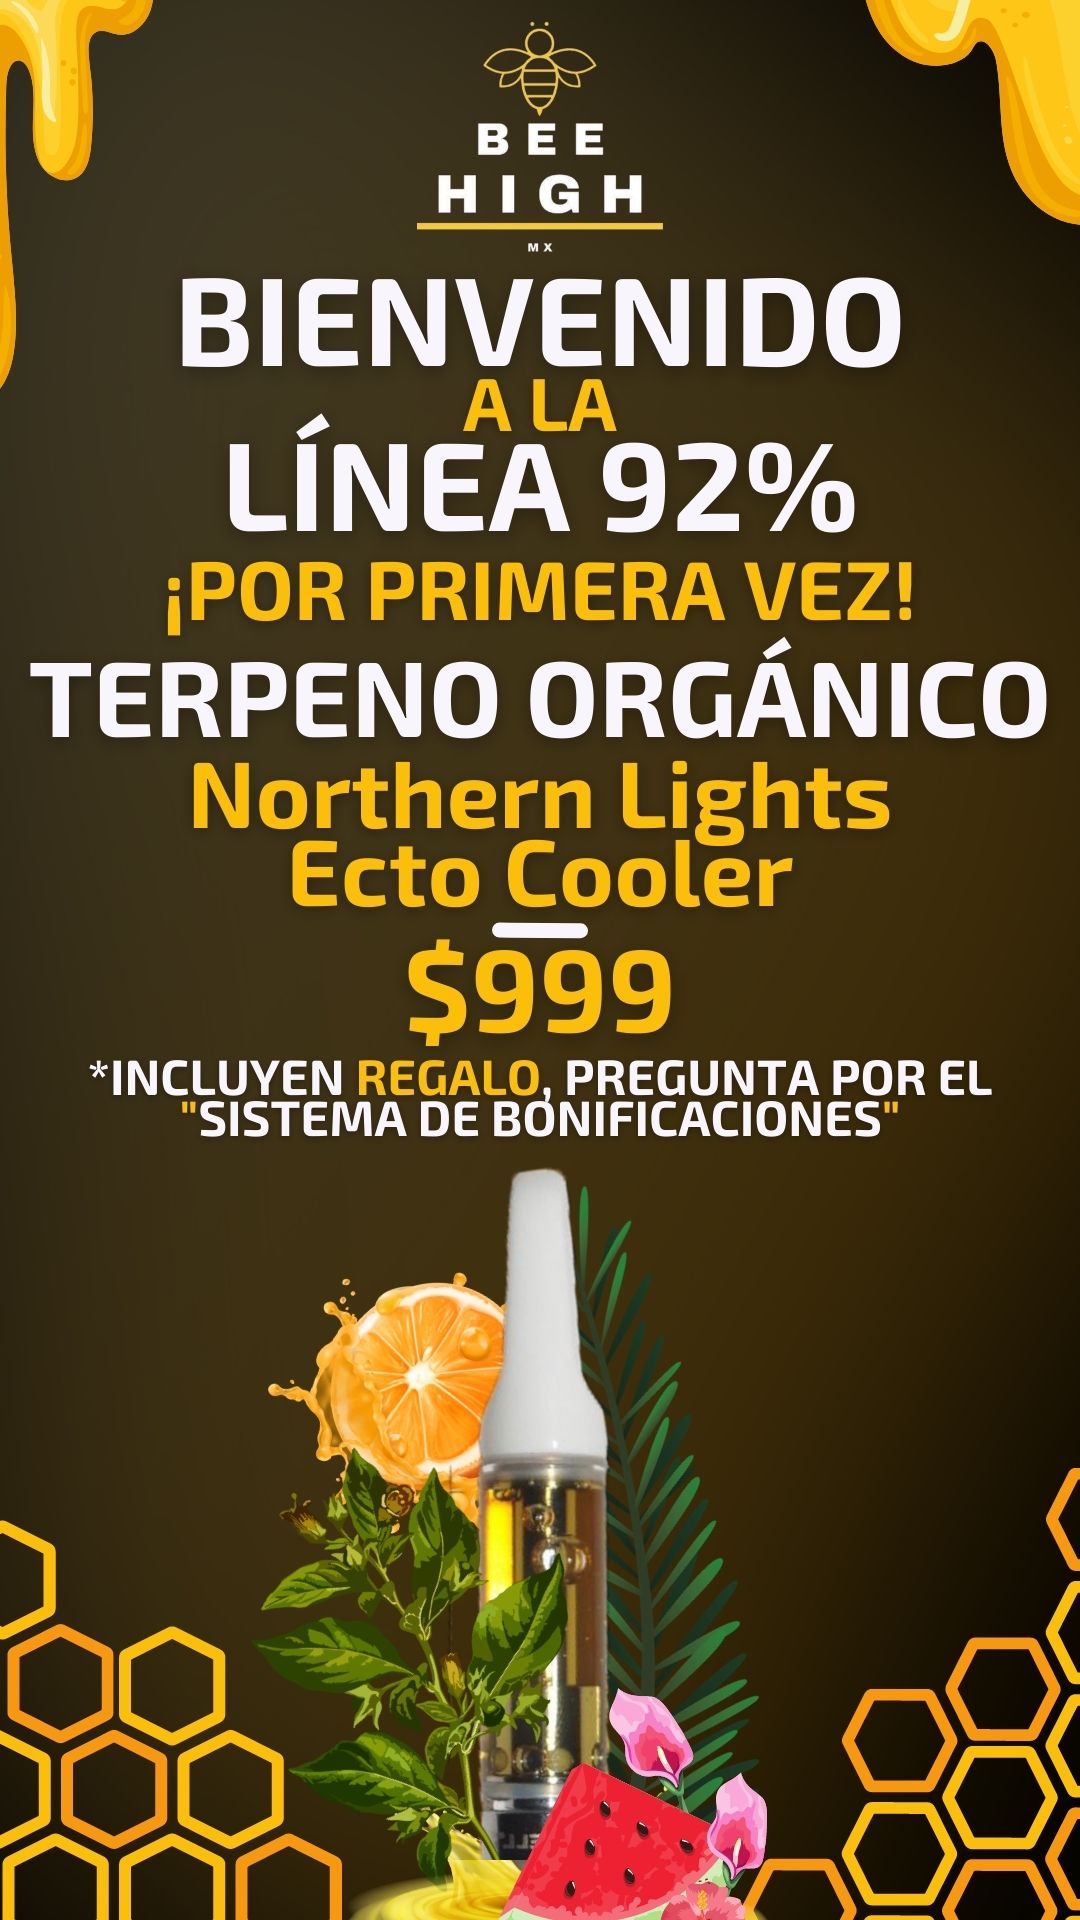 BEE
HIGH
MX
BIENVENIDO
A LA
LÍNEA 92%
¡POR PRIMERA VEZ!
TERPENO ORGÁNICO
Northern Lights
Ecto Cooler
$999
*INCLUYEN REGALO, PREGUNTA POR EL
"SISTEMA DE BONIFICACIONES"